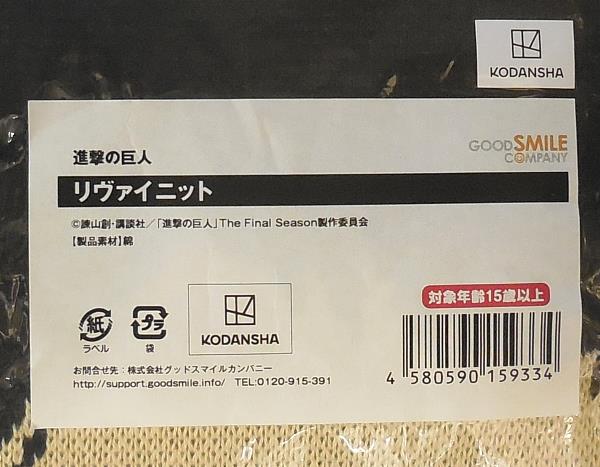 KODANSHA
進撃の巨人
GOODSMILE
COMPANY
リヴァイニット
©諫山創・講談社／「進撃の巨人」The Final Season製作委員会
【製品素材】綿
対象年齢15歳以上
紙
ラベル
プラ
袋
KODANSHA
4 580590 159334
お問合せ先：株式会社グッドスマイルカンパニー
http://support.goodsmile.info/ TEL:0120-915-391